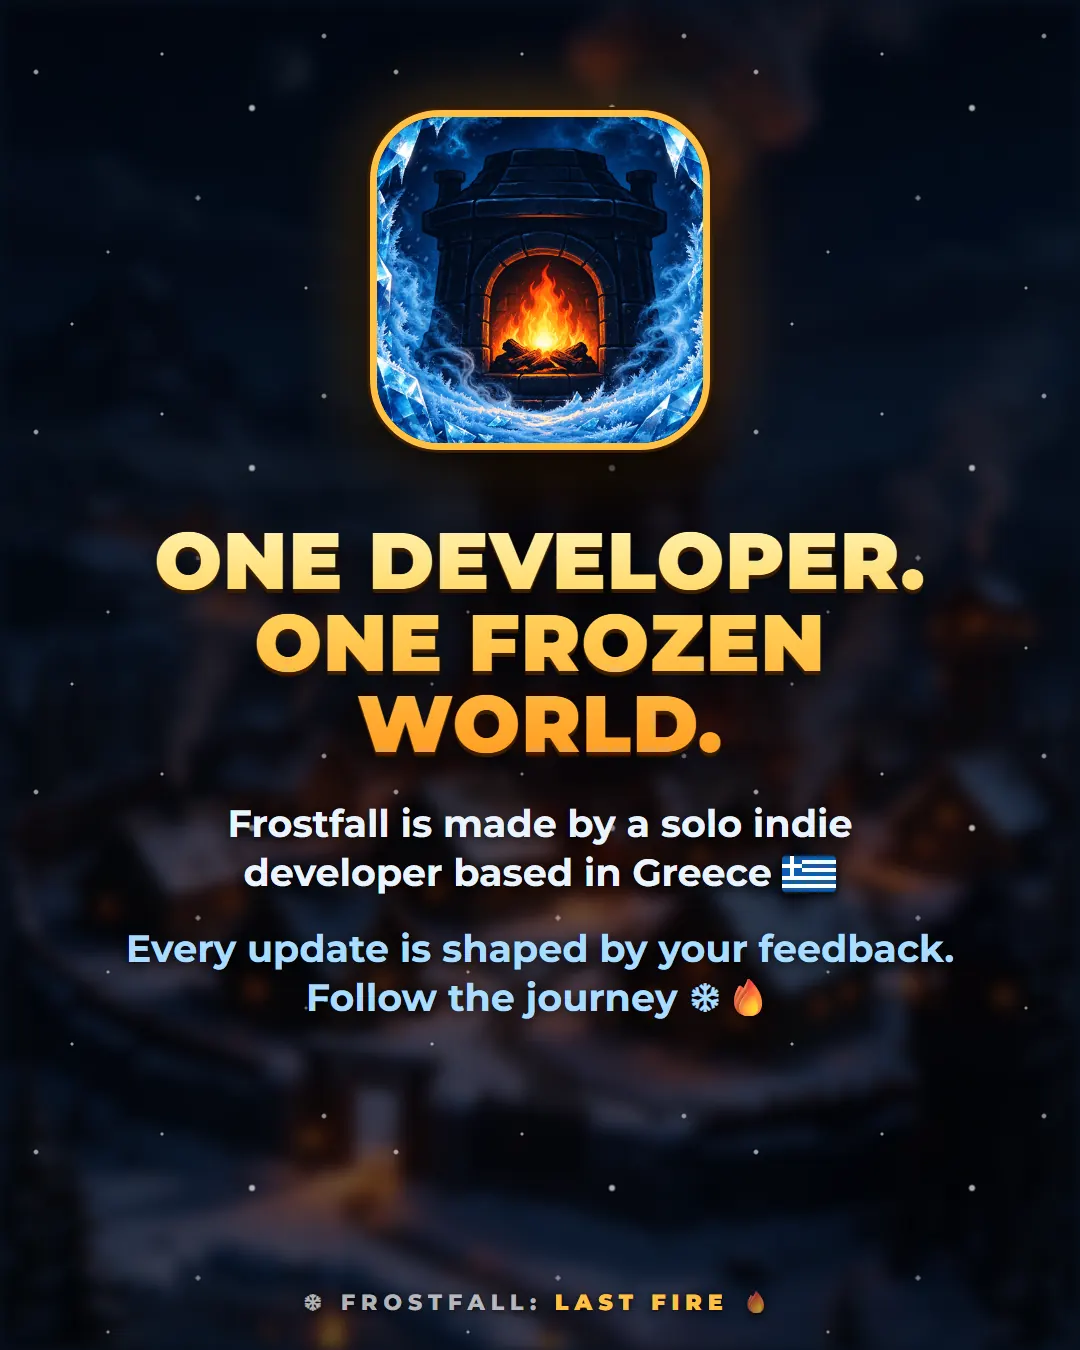 ONE DEVELOPER.
ONE FROZEN
WORLD.
Frostfall is made by a solo indie
developer based in Greece 🇬🇷
Every update is shaped by your feedback.
Follow the journey ❄️🔥
❄️ FROSTFALL: LAST FIRE 🔥